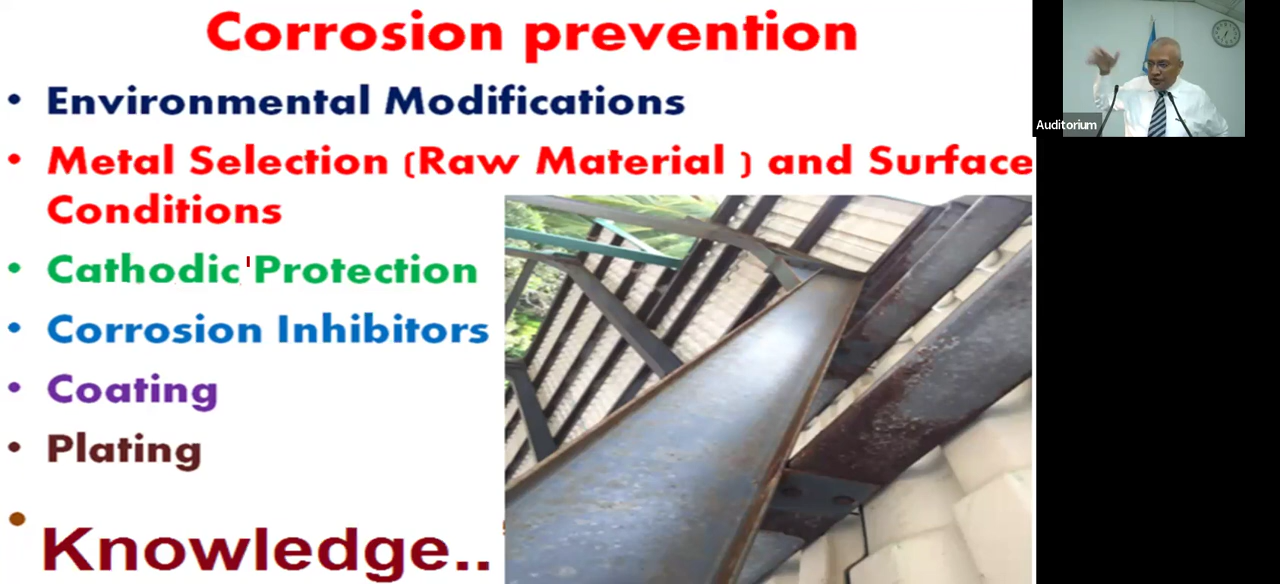 Corrosion prevention
• Environmental Modifications
• Metal Selection (Raw Material ) and Surface
Conditions
• Cathodic Protection
• Corrosion Inhibitors
• Coating
• Plating
• Knowledge..
Auditorium